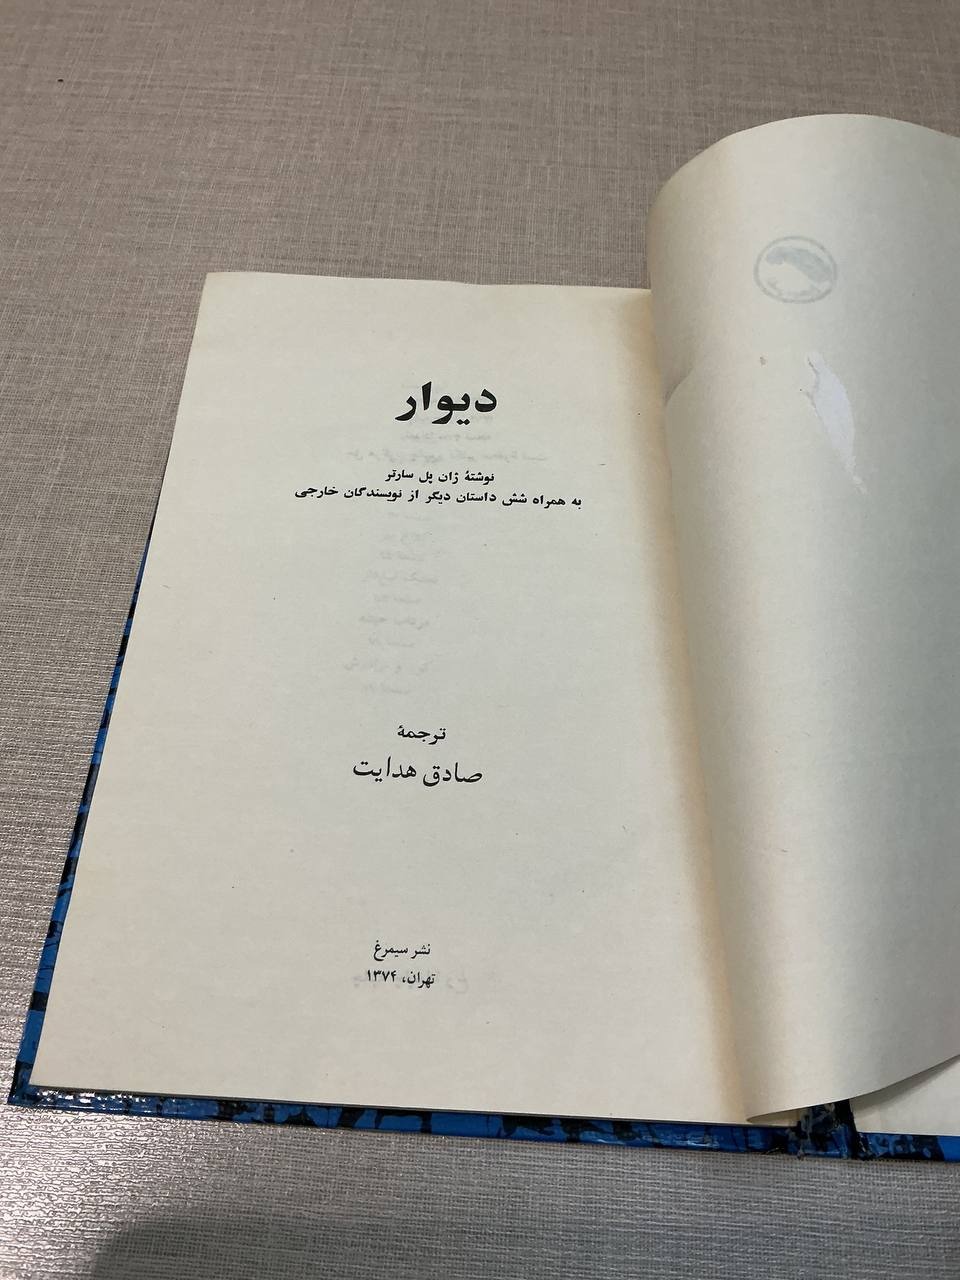 دیوار
نوشتهٔ ژان پل سارتر
به همراه شش داستان دیگر از نویسندگان خارجی
ترجمهٔ
صادق هدایت
نشر سیمرغ
تهران، ۱۳۷۴